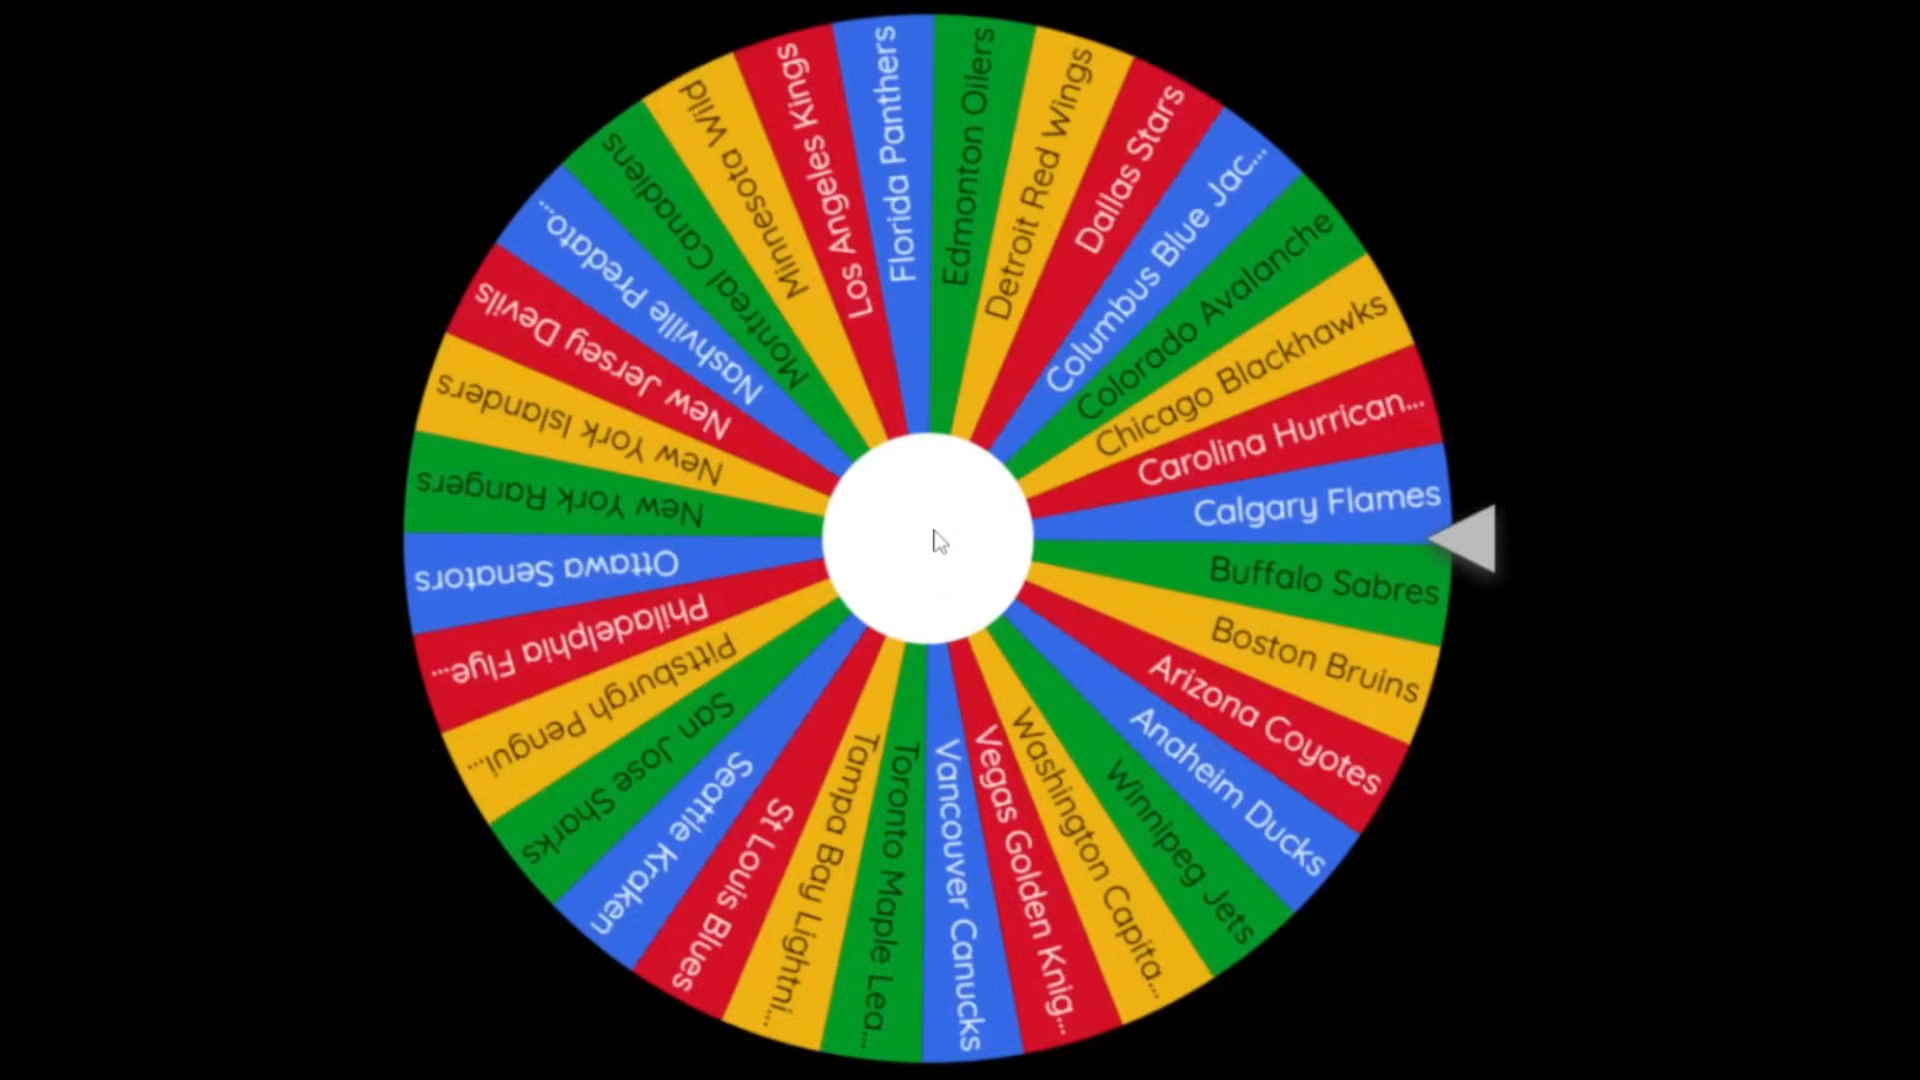 Florida Panthers
Edmonton Oilers
Detroit Red Wings
Dallas Stars
Columbus Blue Jac...
Colorado Avalanche
Chicago Blackhawks
Carolina Hurrican...
Calgary Flames
Buffalo Sabres
Boston Bruins
Arizona Coyotes
Anaheim Ducks
Winnipeg Jets
Washington Capita...
Vegas Golden Knig...
Vancouver Canucks
Toronto Maple Lea...
Tampa Bay Lightni...
St Louis Blues
Seattle Kraken
San Jose Sharks
Pittsburgh Pengui...
Philadelphia Flye...
Ottawa Senators
New York Rangers
New York Islanders
New Jersey Devils
Nashville Predato...
Montreal Canadiens
Minnesota Wild
Los Angeles Kings